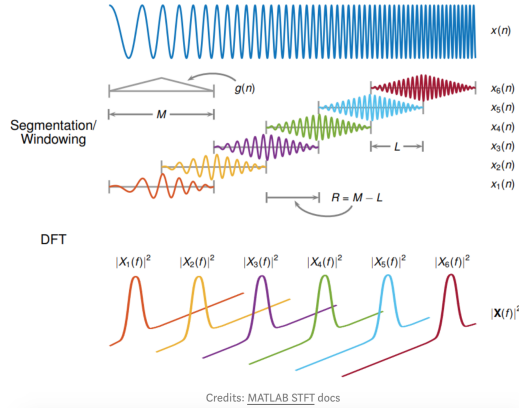 x(n)
g(n)
x₆(n)
x₅(n)
M
x₄(n)
Segmentation/
Windowing
L
x₃(n)
x₂(n)
x₁(n)
R = M – L
DFT
|X₁(f)|² |X₂(f)|² |X₃(f)|² |X₄(f)|² |X₅(f)|² |X₆(f)|²
|X(f)|²
Credits: MATLAB STFT docs